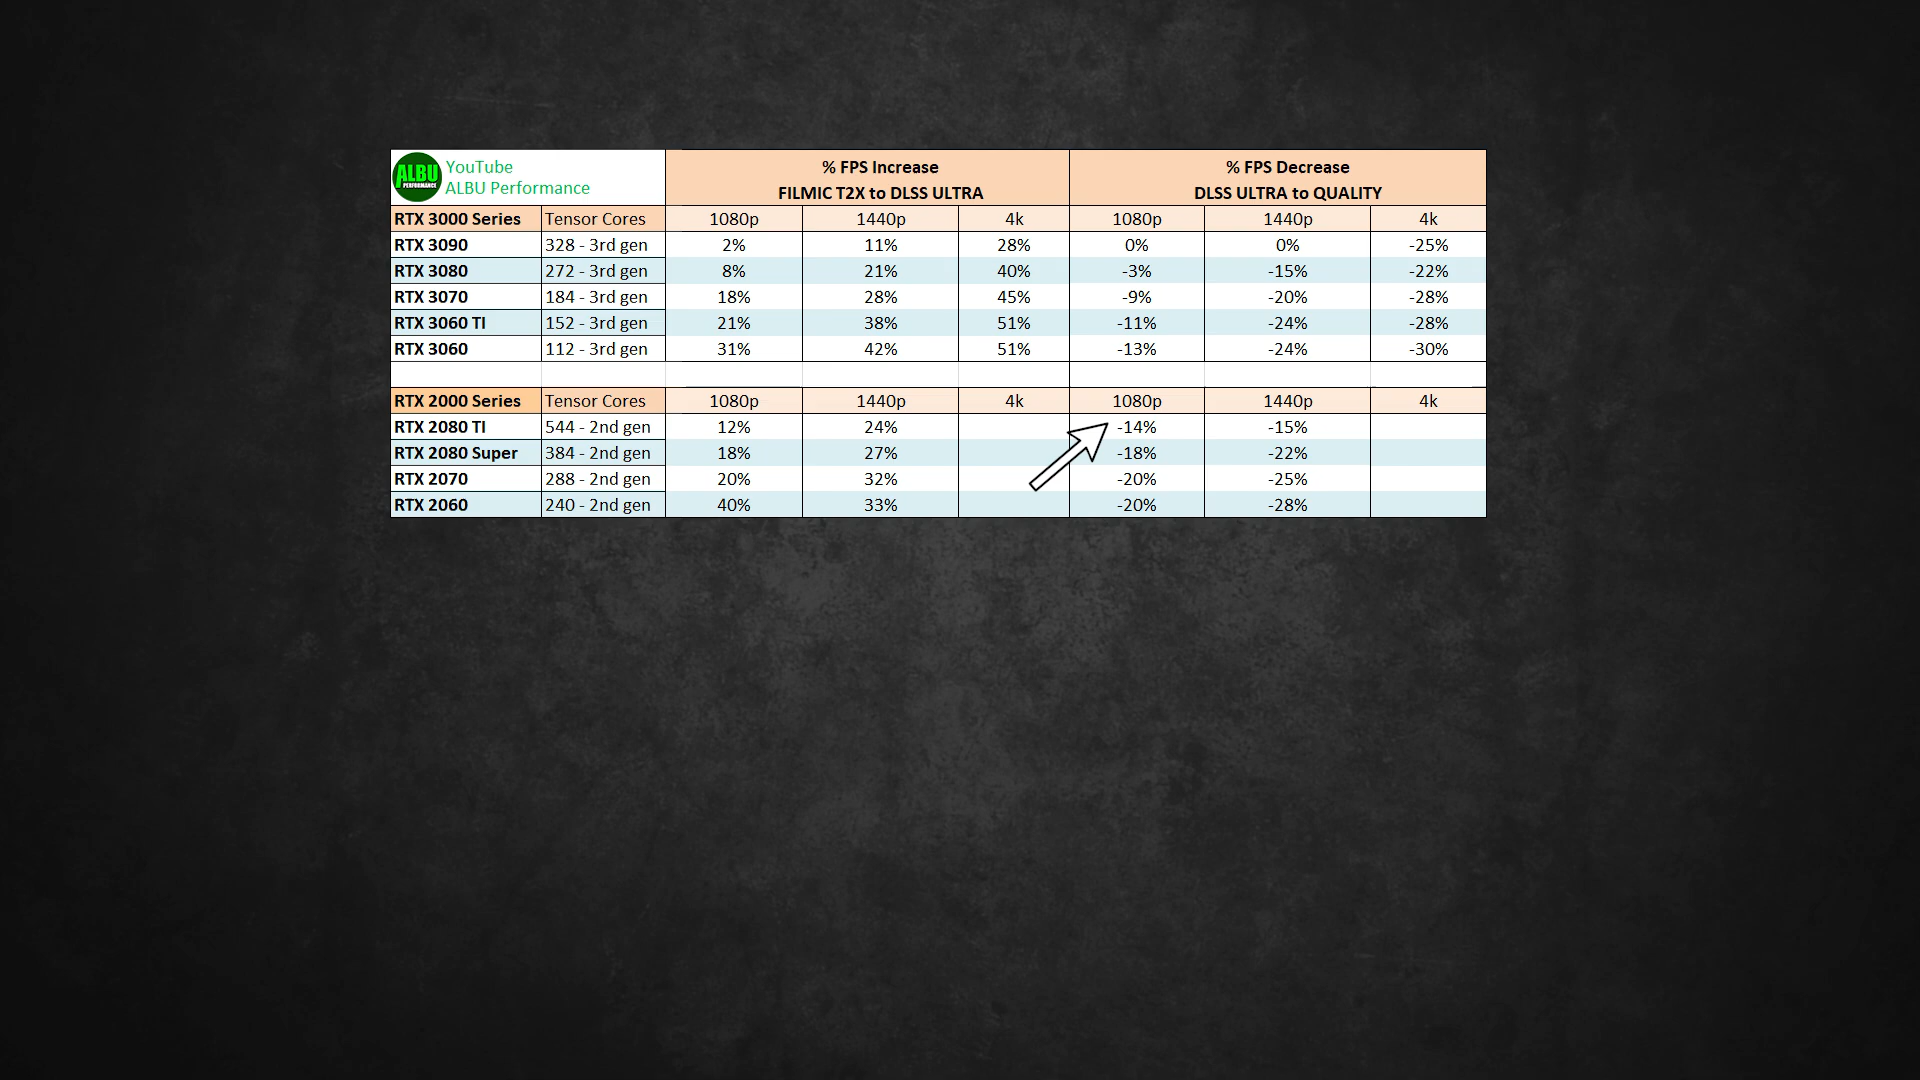 ALBU
PERFORMANCE
YouTube
ALBU Performance
% FPS Increase
FILMIC T2X to DLSS ULTRA
% FPS Decrease
DLSS ULTRA to QUALITY
RTX 3000 Series Tensor Cores 1080p 1440p 4k 1080p 1440p 4k
RTX 3090 328 - 3rd gen 2% 11% 28% 0% 0% -25%
RTX 3080 272 - 3rd gen 8% 21% 40% -3% -15% -22%
RTX 3070 184 - 3rd gen 18% 28% 45% -9% -20% -28%
RTX 3060 TI 152 - 3rd gen 21% 38% 51% -11% -24% -28%
RTX 3060 112 - 3rd gen 31% 42% 51% -13% -24% -30%
RTX 2000 Series Tensor Cores 1080p 1440p 4k 1080p 1440p 4k
RTX 2080 TI 544 - 2nd gen 12% 24% -14% -15%
RTX 2080 Super 384 - 2nd gen 18% 27% -18% -22%
RTX 2070 288 - 2nd gen 20% 32% -20% -25%
RTX 2060 240 - 2nd gen 40% 33% -20% -28%